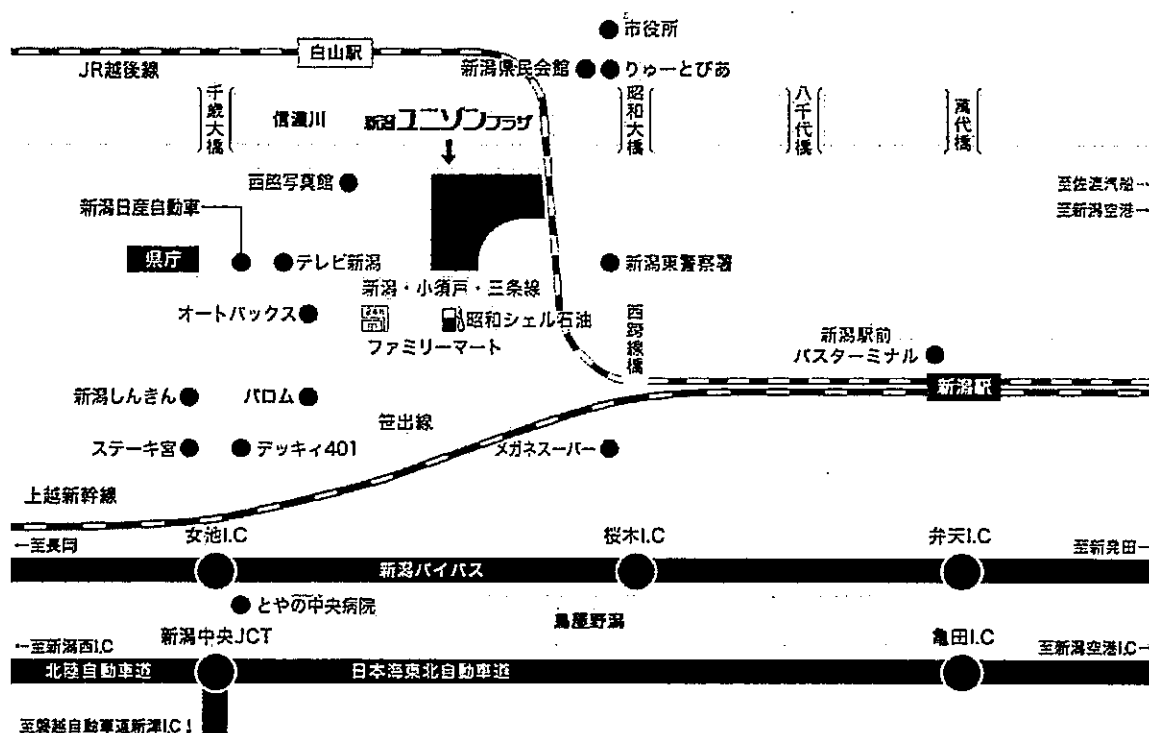 市役所
白山駅
JR越後線
新潟県民会館
りゅーとぴあ
千歳大橋
信濃川
新潟ユニゾンプラザ
昭和大橋
八千代橋
萬代橋
西脇写真館
至佐渡汽船→
新潟日産自動車
至新潟空港→
県庁
テレビ新潟
新潟東警察署
新潟・小須戸・三条線
オートバックス
昭和シェル石油
ファミリーマート
西跨線橋
新潟駅前
バスターミナル
新潟駅
新潟しんきん
バロム
笹出線
ステーキ宮
デッキィ401
メガネスーパー
上越新幹線
←至長岡
女池I.C
桜木I.C
弁天I.C
至新発田→
新潟バイパス
とやの中央病院
鳥屋野潟
←至新潟西I.C
新潟中央JCT
亀田I.C
至新潟空港I.C→
北陸自動車道
日本海東北自動車道
至磐越自動車道新津I.C↓